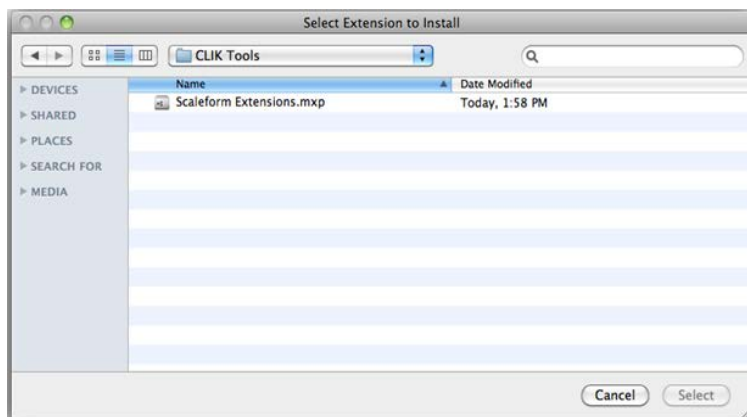 Select Extension to Install
CLIK Tools
Name Date Modified
DEVICES
Scaleform Extensions.mxp Today, 1:58 PM
SHARED
PLACES
SEARCH FOR
MEDIA
Cancel Select